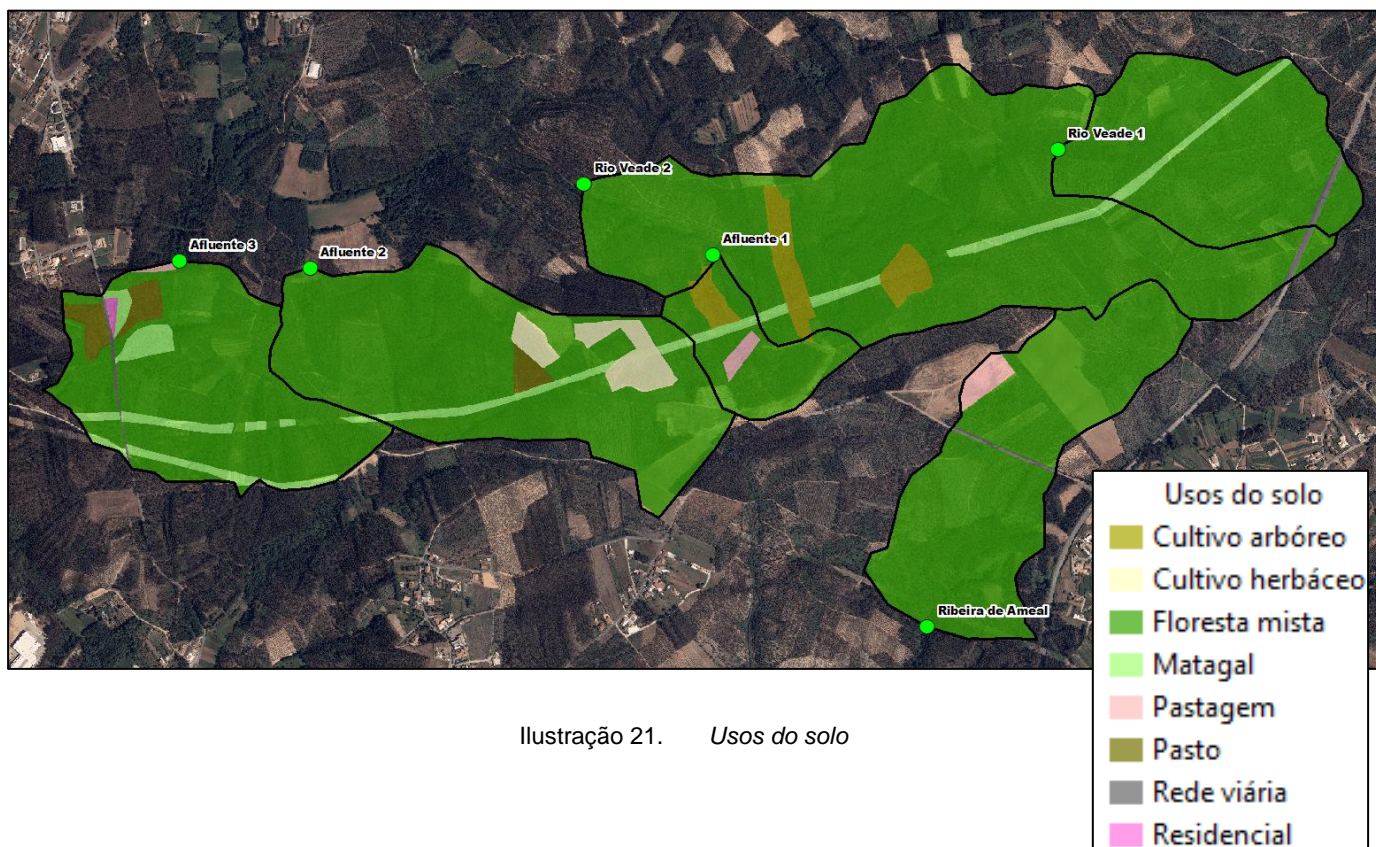 Rio Veade 1
Rio Veade 2
Afluente 3
Afluente 2
Afluente 1
Ribeira de Ameal
Ilustração 21. Usos do solo
Usos do solo
Cultivo arbóreo
Cultivo herbáceo
Floresta mista
Matagal
Pastagem
Pasto
Rede viária
Residencial